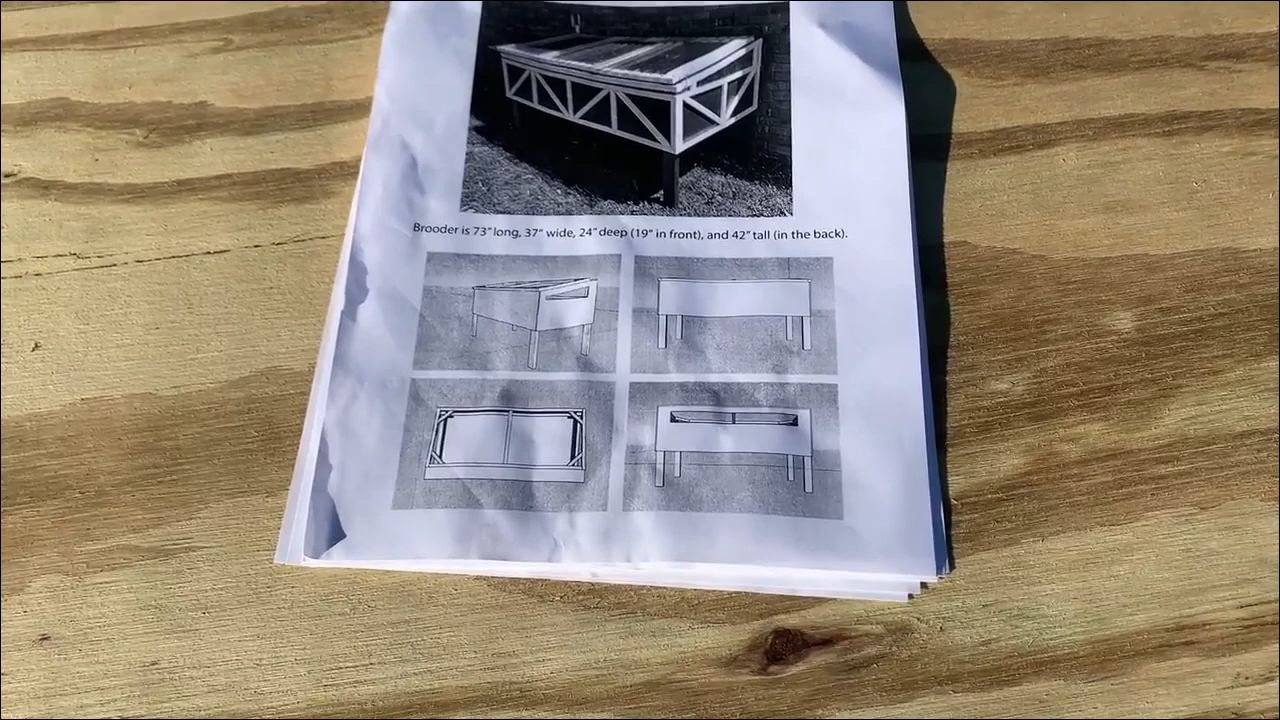 Brooder is 73" long, 37" wide, 24" deep (19" in front), and 42" tall (in the back).